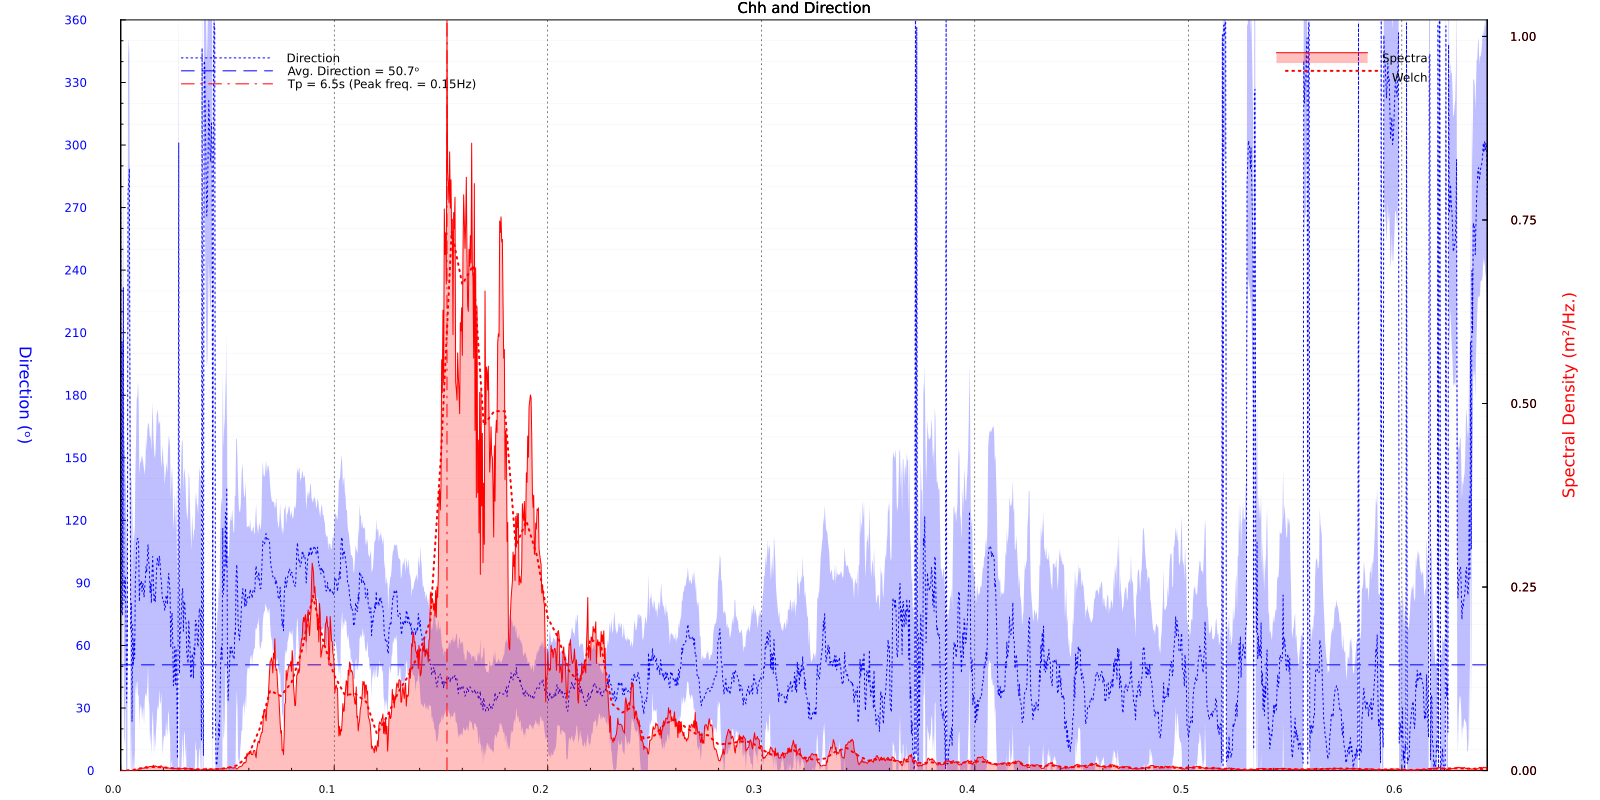 Chh and Direction
360
330
300
270
240
210
180
150
120
90
60
30
0
Direction (°)
Direction
Avg. Direction = 50.7°
Tp = 6.5s (Peak freq. = 0.15Hz)
Spectra
Welch
1.00
0.75
0.50
0.25
0.00
Spectral Density (m²/Hz.)
0.0 0.1 0.2 0.3 0.4 0.5 0.6